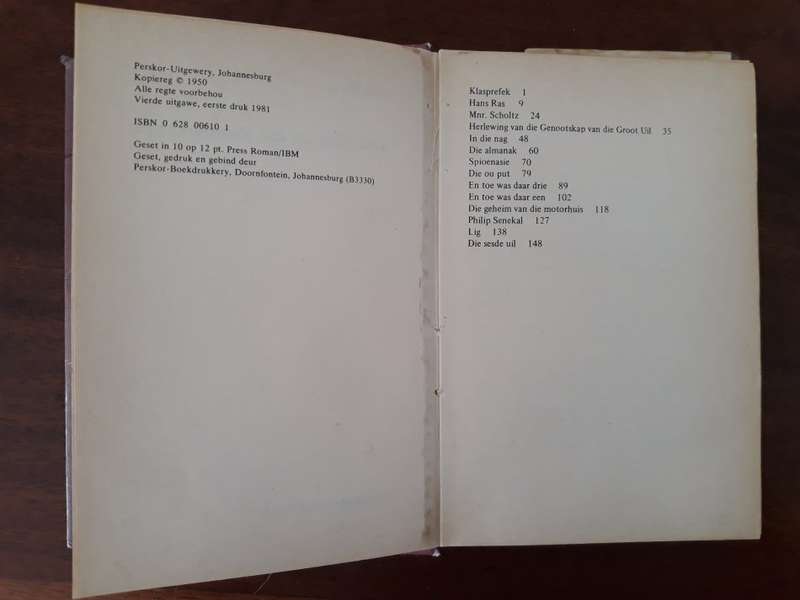 Perskor-Uitgewery, Johannesburg
Kopiereg © 1950
Alle regte voorbehou
Vierde uitgawe, eerste druk 1981
ISBN 0 628 00610 1
Geset in 10 op 12 pt. Press Roman/IBM
Geset, gedruk en gebind deur
Perskor-Boekdrukkery, Doornfontein, Johannesburg (B3330)
Klasprefek 1
Hans Ras 9
Mnr. Scholtz 24
Herlewing van die Genootskap van die Groot Uil 35
In die nag 48
Die almanak 60
Spioenasie 70
Die ou put 79
En toe was daar drie 89
En toe was daar een 102
Die geheim van die motorhuis 118
Philip Senekal 127
Lig 138
Die sesde uil 148